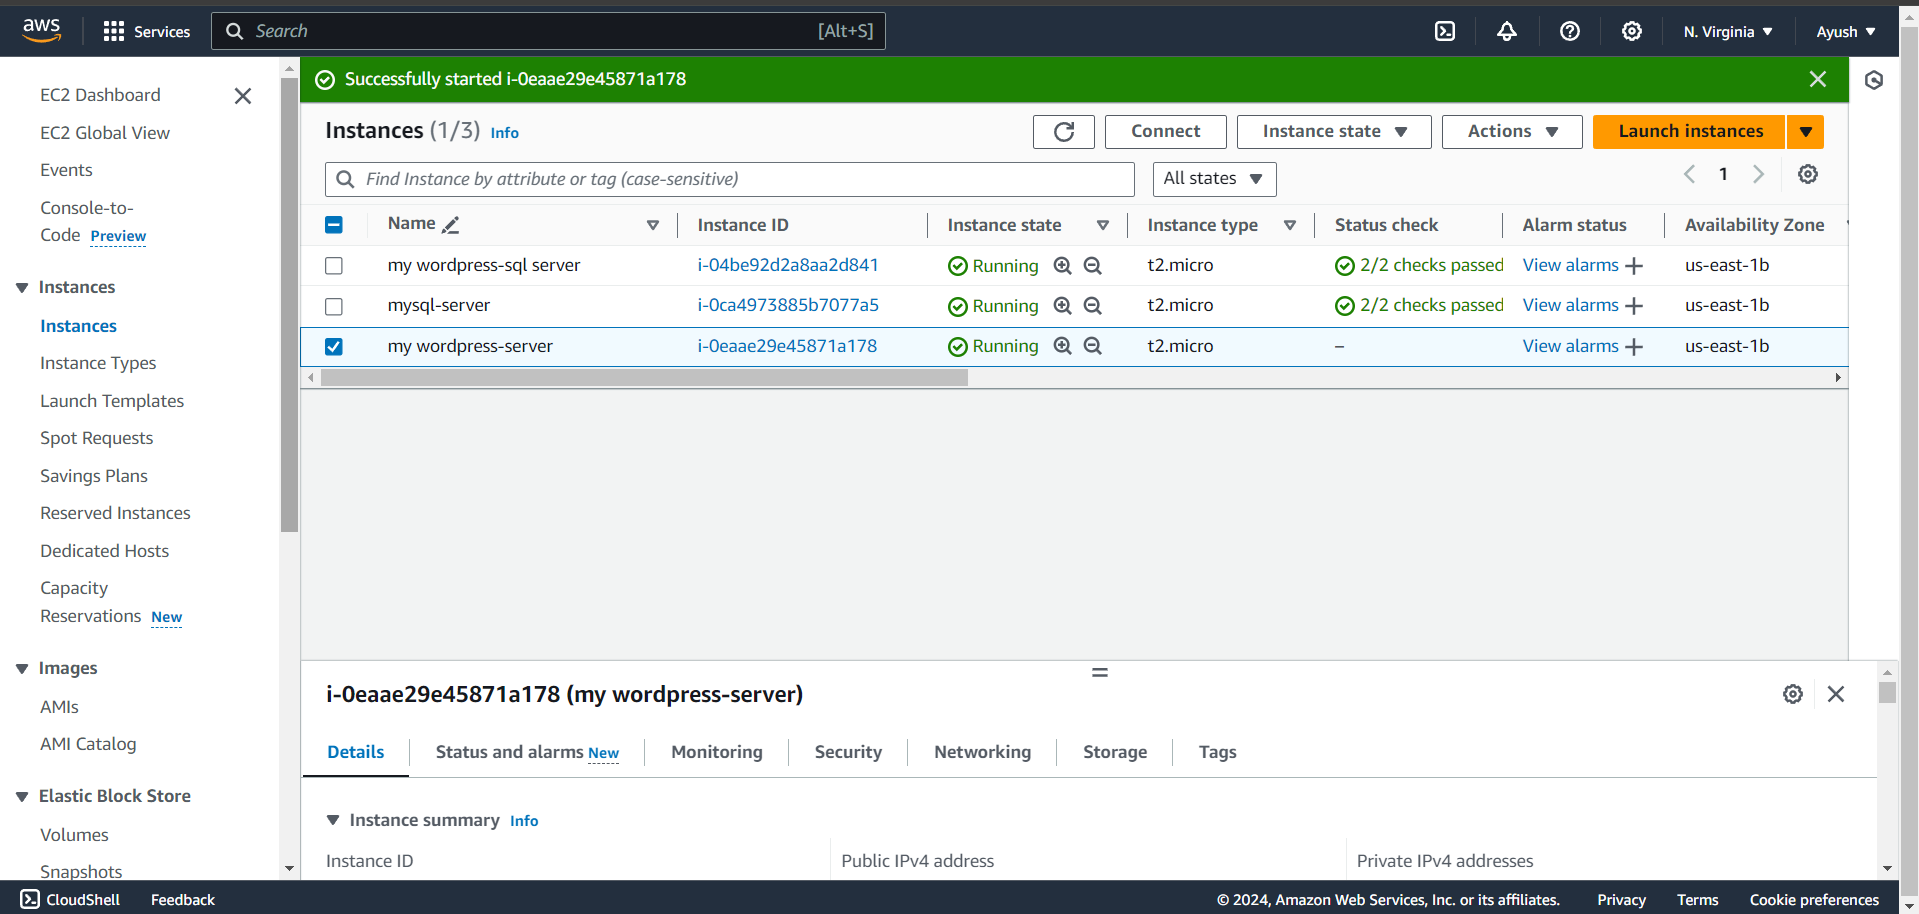 aws Services Search [Alt+S] N. Virginia Ayush
EC2 Dashboard
EC2 Global View
Events
Console-to-
Code Preview
Instances
Instances
Instance Types
Launch Templates
Spot Requests
Savings Plans
Reserved Instances
Dedicated Hosts
Capacity
Reservations New
Images
AMIs
AMI Catalog
Elastic Block Store
Volumes
Snapshots
Successfully started i-0eaae29e45871a178
Instances (1/3) Info Connect Instance state Actions Launch instances
Find Instance by attribute or tag (case-sensitive) All states 1
Name Instance ID Instance state Instance type Status check Alarm status Availability Zone
my wordpress-sql server i-04be92d2a8aa2d841 Running t2.micro 2/2 checks passed View alarms + us-east-1b
mysql-server i-0ca4973885b7077a5 Running t2.micro 2/2 checks passed View alarms + us-east-1b
my wordpress-server i-0eaae29e45871a178 Running t2.micro – View alarms + us-east-1b
i-0eaae29e45871a178 (my wordpress-server)
Details Status and alarms New Monitoring Security Networking Storage Tags
Instance summary Info
Instance ID Public IPv4 address Private IPv4 addresses
CloudShell Feedback © 2024, Amazon Web Services, Inc. or its affiliates. Privacy Terms Cookie preferences